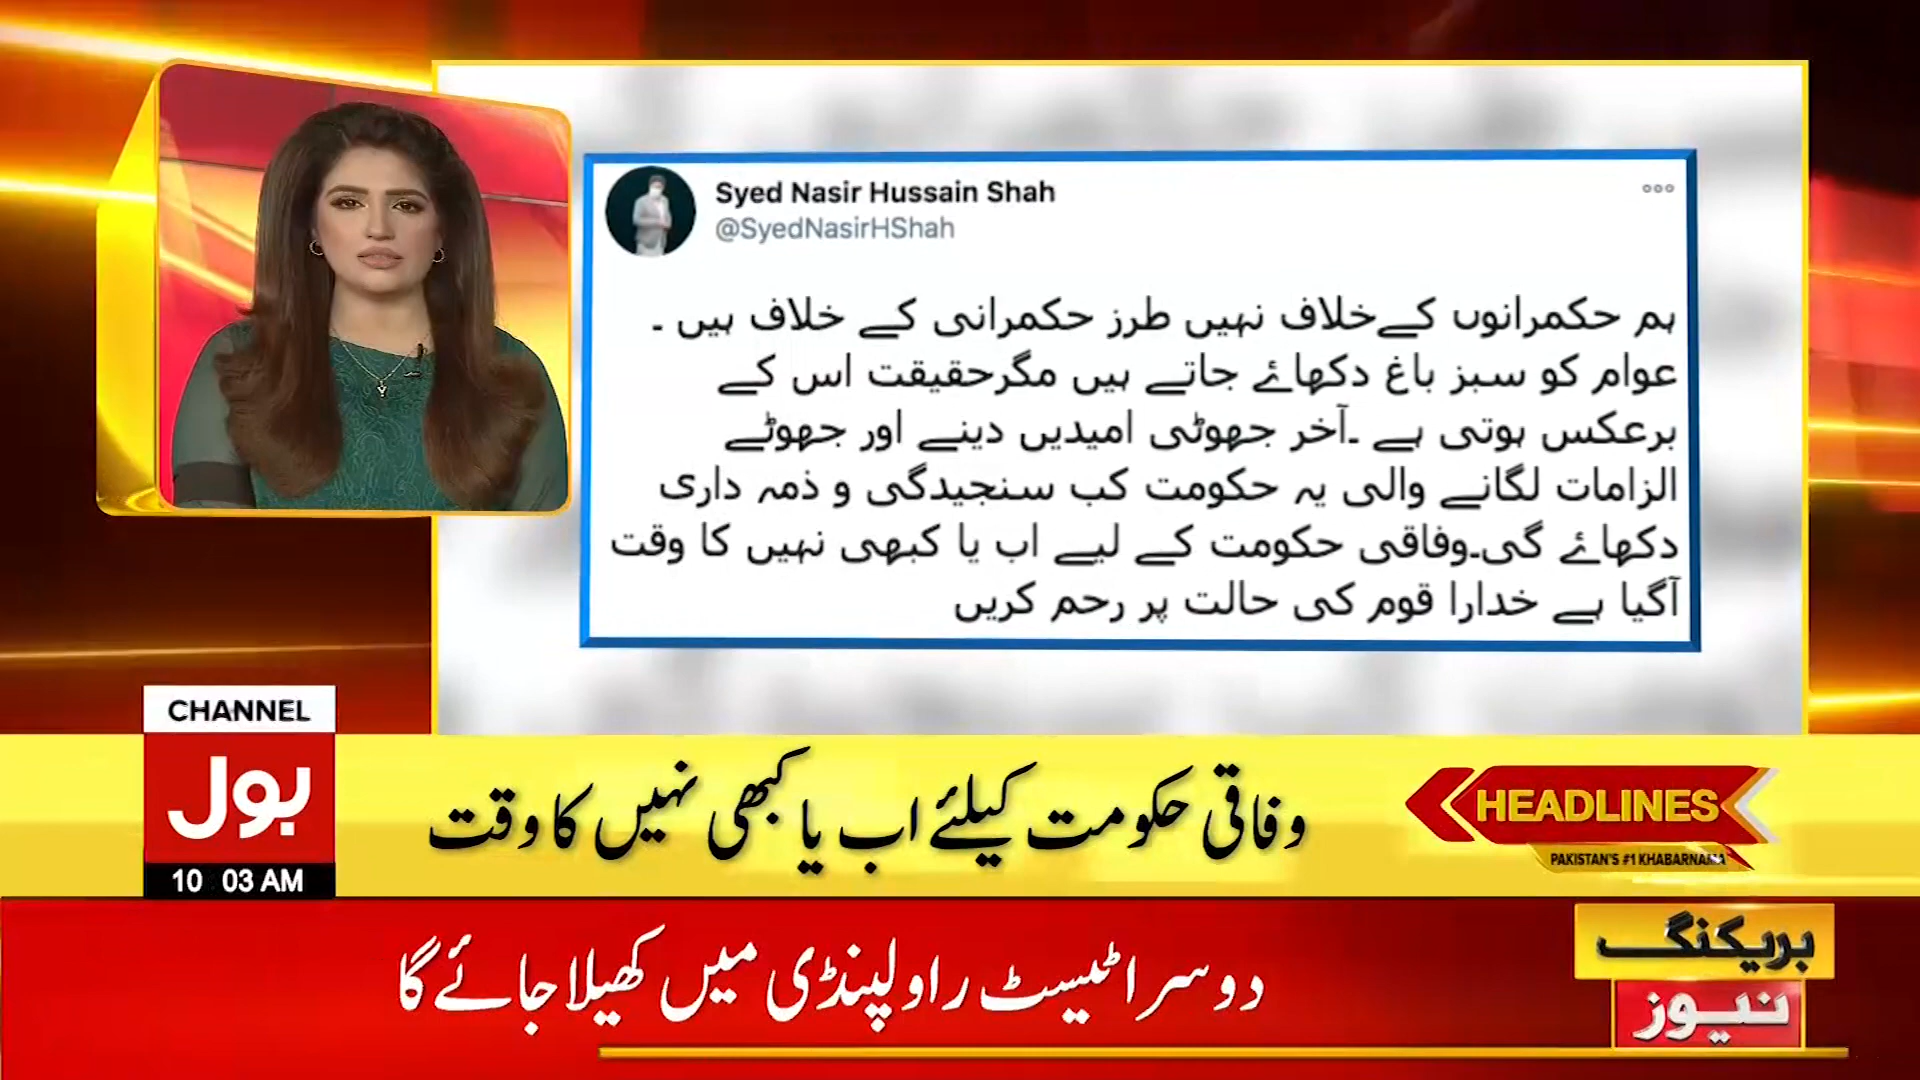 Syed Nasir Hussain Shah
@SyedNasirHShah
ہم حکمرانوں کےخلاف نہیں طرز حکمرانی کے خلاف ہیں ۔
عوام کو سبز باغ دکھائے جاتے ہیں مگرحقیقت اس کے
برعکس ہوتی ہے ۔آخر جھوٹی امیدیں دینے اور جھوٹے
الزامات لگانے والی یہ حکومت کب سنجیدگی و ذمہ داری
دکھائے گی۔وفاقی حکومت کے لیے اب یا کبھی نہیں کا وقت
آگیا ہے خدارا قوم کی حالت پر رحم کریں
CHANNEL
بول
10 03 AM
وفاقی حکومت کیلئے اب یا کبھی نہیں کا وقت
HEADLINES
PAKISTAN'S #1 KHABARNAMA
دوسرا ٹیسٹ راولپنڈی میں کھیلا جائے گا
بریکنگ
نیوز